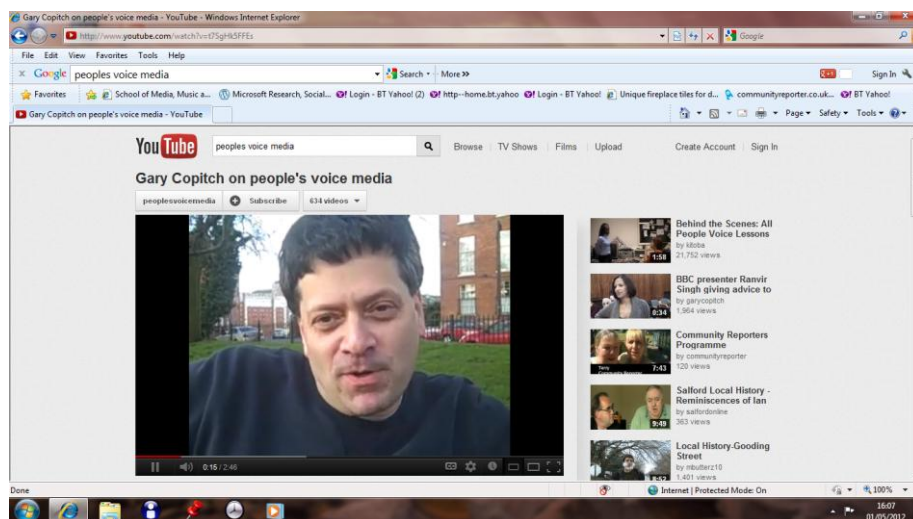 Gary Copitch on people's voice media - YouTube - Windows Internet Explorer
http://www.youtube.com/watch?v=t7SgHk5FFEs
Google
File Edit View Favorites Tools Help
x Google peoples voice media Search More >> Sign In
Favorites School of Media, Music a... Microsoft Research, Social... Login - BT Yahoo! (2) http--home.bt.yahoo Login - BT Yahoo! Unique fireplace tiles for d... communityreporter.co.uk... BT Yahoo!
Gary Copitch on people's voice media - YouTube Page Safety Tools
YouTube peoples voice media Browse TV Shows Films Upload Create Account Sign In
Gary Copitch on people's voice media
peoplesvoicemedia Subscribe 634 videos
Behind the Scenes: All
People Voice Lessons
by kitoba
21,752 views
1:58
BBC presenter Ranvir
Singh giving advice to
by garycopitch
1,964 views
0:34
Community Reporters
Programme
by communityreporter
120 views
Terry
7:43
Salford Local History -
Reminiscences of Ian
by salfordonline
363 views
9:49
Local History-Gooding
Street
by mbutterz10
1,401 views
0:15 / 2:46
CC
Done Internet | Protected Mode: On 100%
16:07
01/05/2012